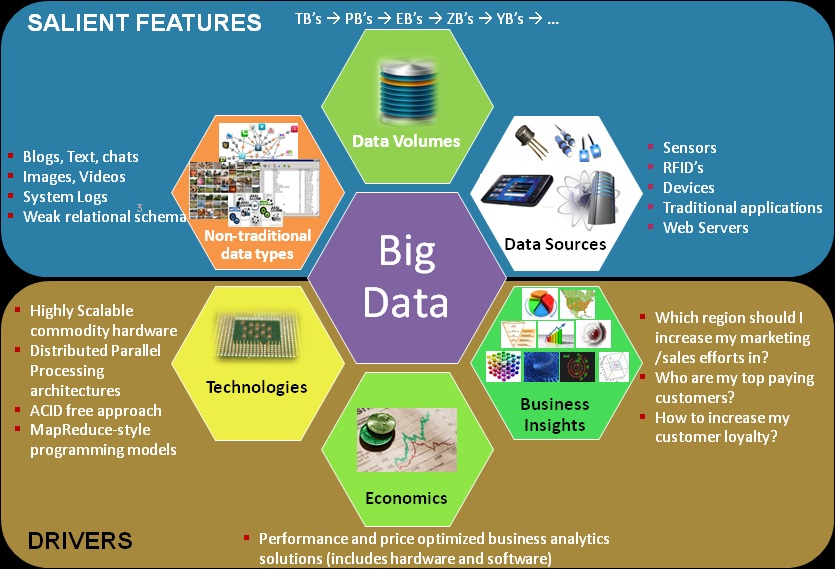 SALIENT FEATURES
TB's → PB's → EB's → ZB's → YB's → ...
Data Volumes
Blogs, Text, chats
Images, Videos
System Logs
Weak relational schema
Non-traditional
data types
Data Sources
Sensors
RFID's
Devices
Traditional applications
Web Servers
Big
Data
Highly Scalable
commodity hardware
Distributed Parallel
Processing
architectures
ACID free approach
MapReduce-style
programming models
Technologies
Business
Insights
Which region should I
increase my marketing
/sales efforts in?
Who are my top paying
customers?
How to increase my
customer loyalty?
Economics
DRIVERS
Performance and price optimized business analytics
solutions (includes hardware and software)